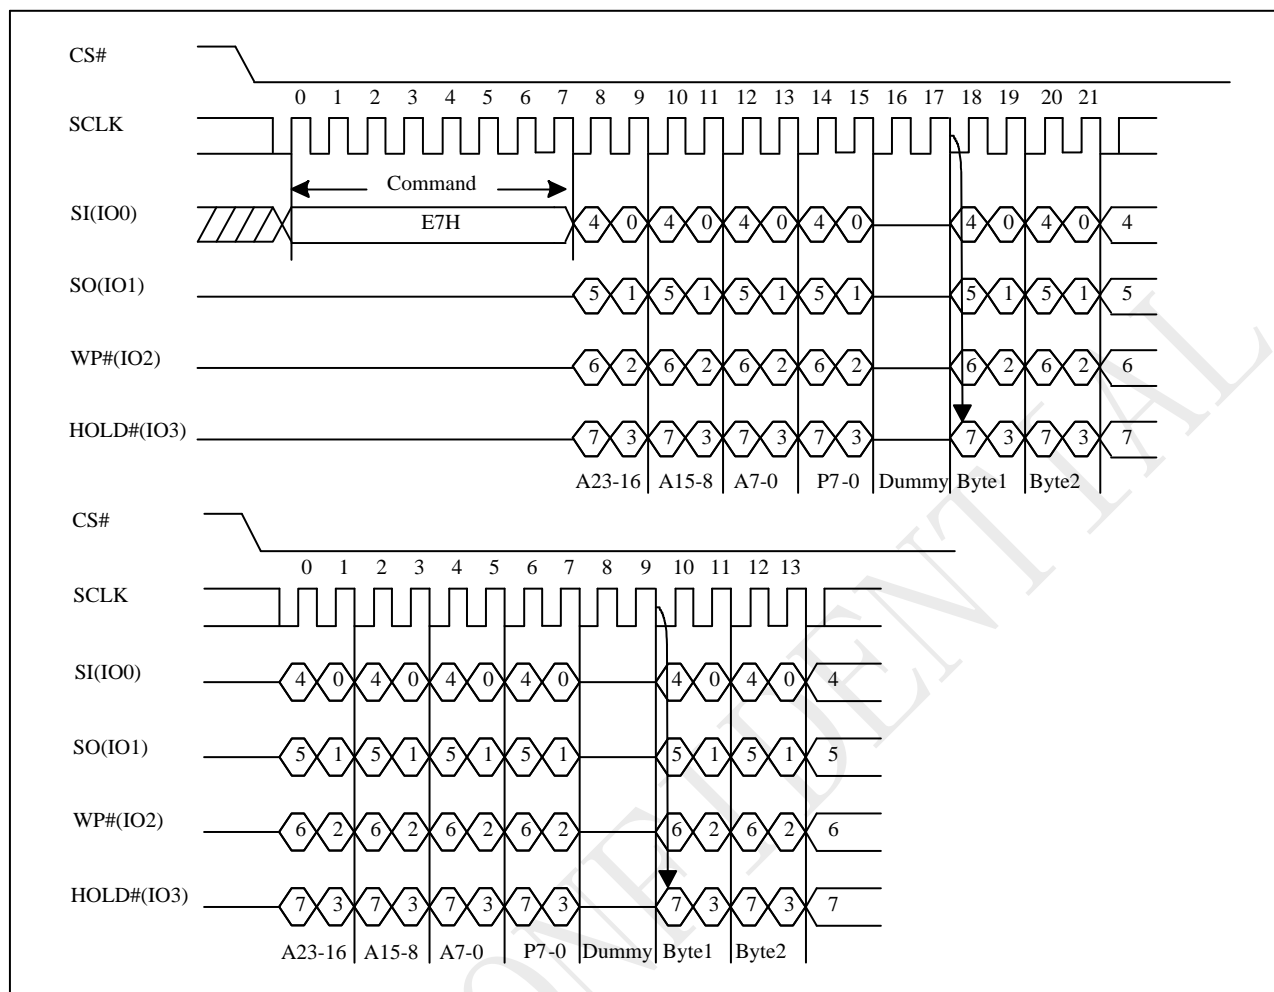 CS#
0 1 2 3 4 5 6 7 8 9 10 11 12 13 14 15 16 17 18 19 20 21
SCLK
Command
SI(IO0) E7H 4 0 4 0 4 0 4 0 4 0 4 0 4
SO(IO1) 5 1 5 1 5 1 5 1 5 1 5 1 5
WP#(IO2) 6 2 6 2 6 2 6 2 6 2 6 2 6
HOLD#(IO3) 7 3 7 3 7 3 7 3 7 3 7 3 7
A23-16 A15-8 A7-0 P7-0 Dummy Byte1 Byte2
CS#
0 1 2 3 4 5 6 7 8 9 10 11 12 13
SCLK
SI(IO0) 4 0 4 0 4 0 4 0 4 0 4 0 4
SO(IO1) 5 1 5 1 5 1 5 1 5 1 5 1 5
WP#(IO2) 6 2 6 2 6 2 6 2 6 2 6 2 6
HOLD#(IO3) 7 3 7 3 7 3 7 3 7 3 7 3 7
A23-16 A15-8 A7-0 P7-0 Dummy Byte1 Byte2
ONFIDENTIAL